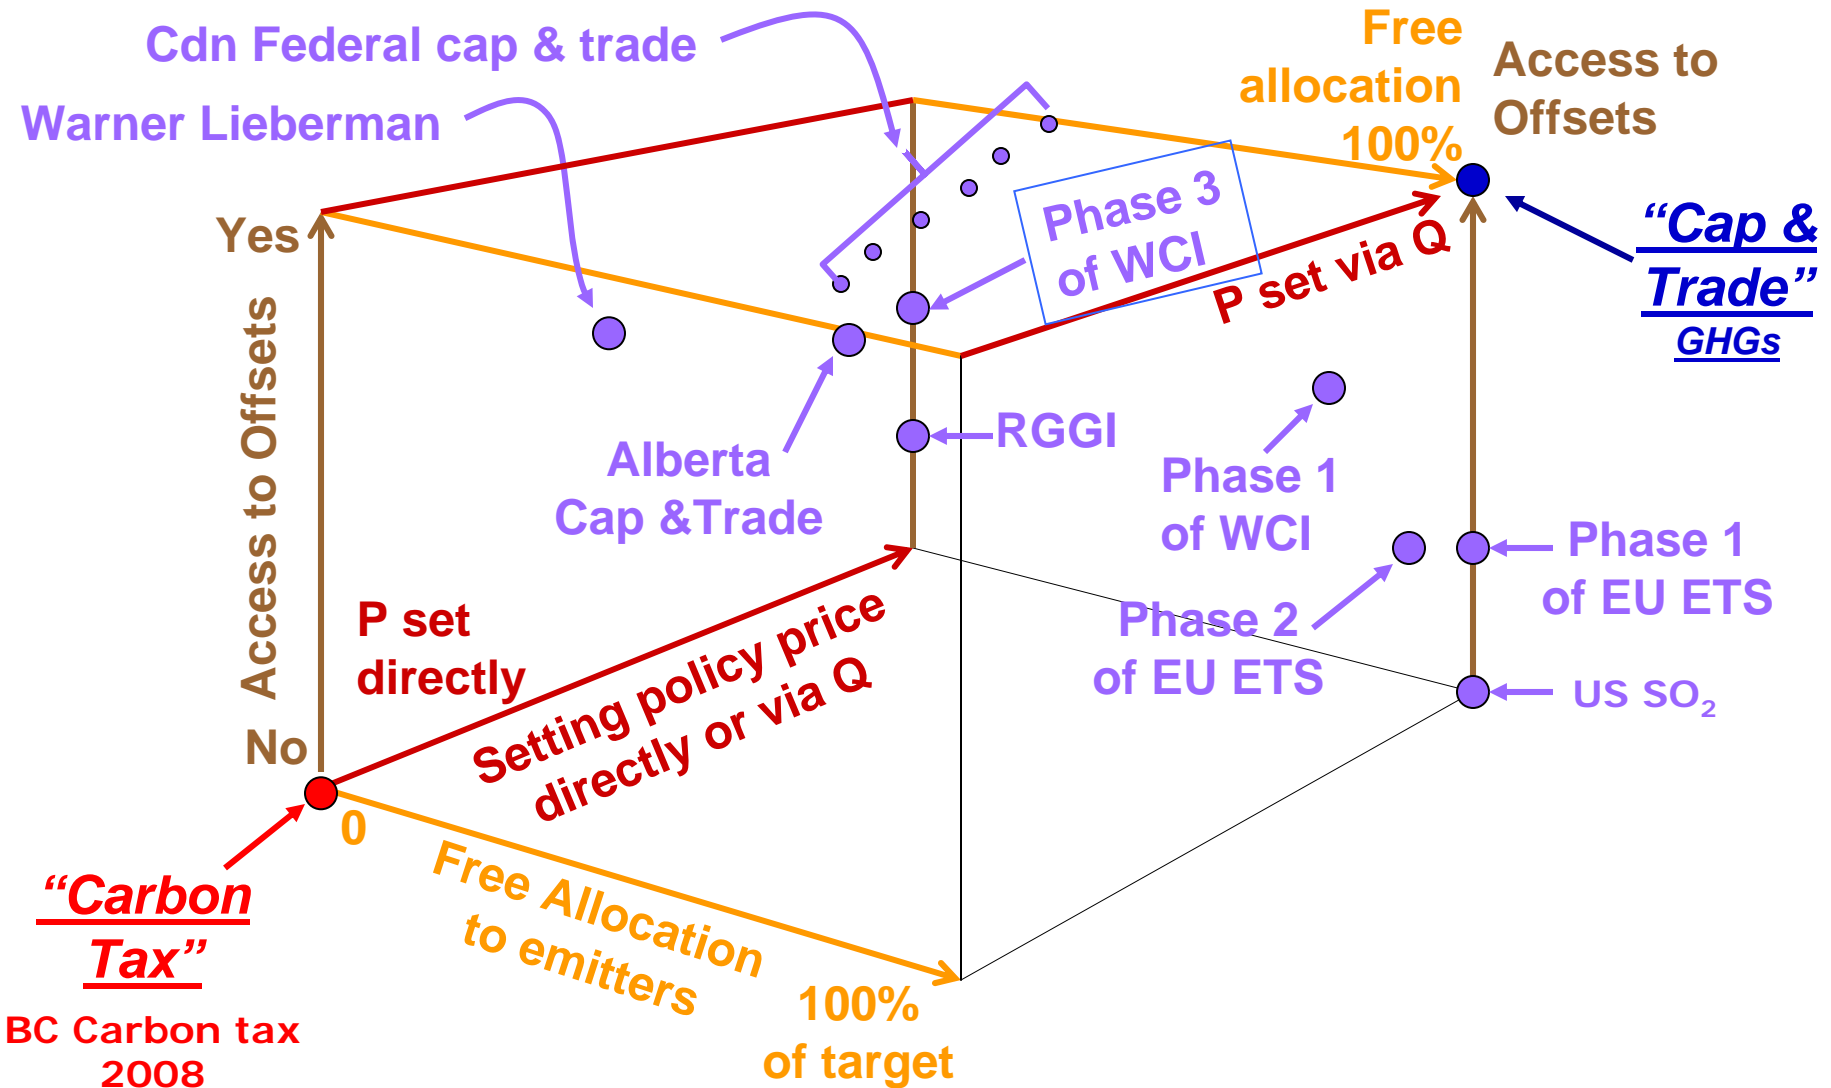 Cdn Federal cap & trade
Warner Lieberman
Free
allocation
100%
Access to
Offsets
Yes
Phase 3
of WCI
P set via Q
“Cap &
Trade”
GHGs
Access to Offsets
Alberta
Cap &Trade
RGGI
Phase 1
of WCI
Phase 1
of EU ETS
Phase 2
of EU ETS
US SO₂
P set
directly
Setting policy price
directly or via Q
No
0
Free Allocation
to emitters
100%
of target
“Carbon
Tax”
BC Carbon tax
2008